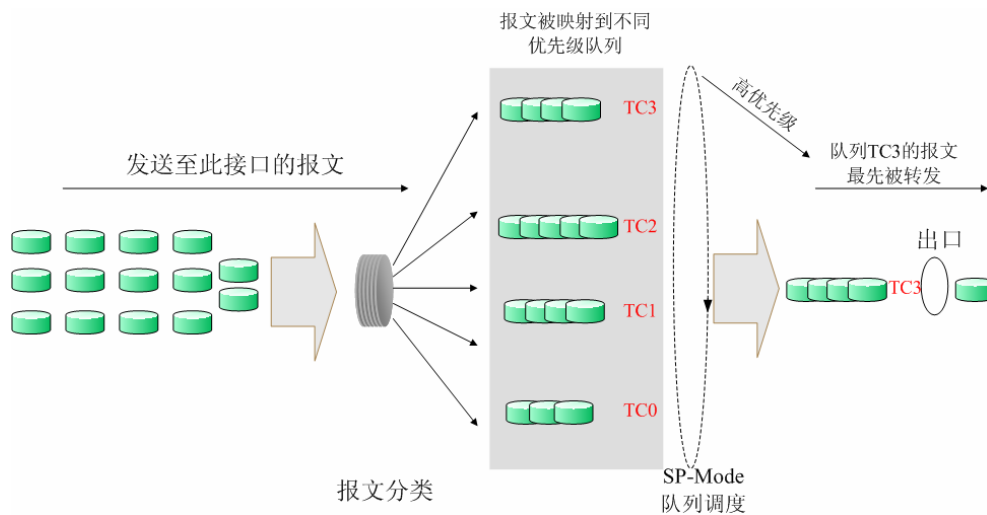 报文被映射到不同
优先级队列
TC3
高优先级
发送至此接口的报文
队列TC3的报文
最先被转发
TC2
出口
TC3
TC1
TC0
报文分类
SP-Mode
队列调度